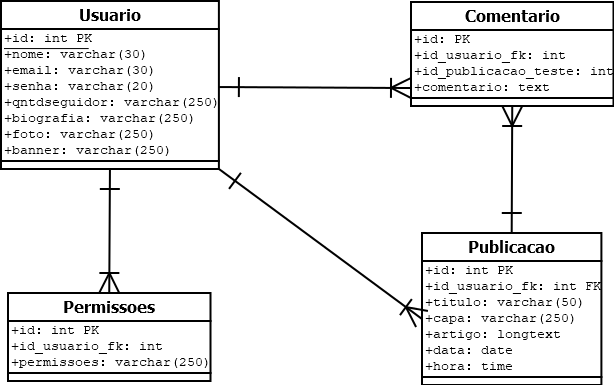 Usuario
+id: int PK
+nome: varchar(30)
+email: varchar(30)
+senha: varchar(20)
+qntdseguidor: varchar(250)
+biografia: varchar(250)
+foto: varchar(250)
+banner: varchar(250)
Comentario
+id: PK
+id_usuario_fk: int
+id_publicacao_teste: int
+comentario: text
Permissoes
+id: int PK
+id_usuario_fk: int
+permissoes: varchar(250)
Publicacao
+id: int PK
+id_usuario_fk: int FK
+titulo: varchar(50)
+capa: varchar(250)
+artigo: longtext
+data: date
+hora: time